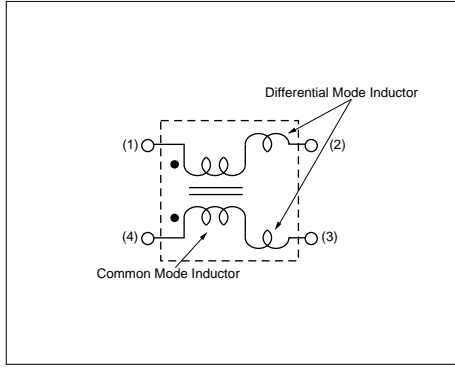 Differential Mode Inductor
(1)
(2)
(4)
(3)
Common Mode Inductor